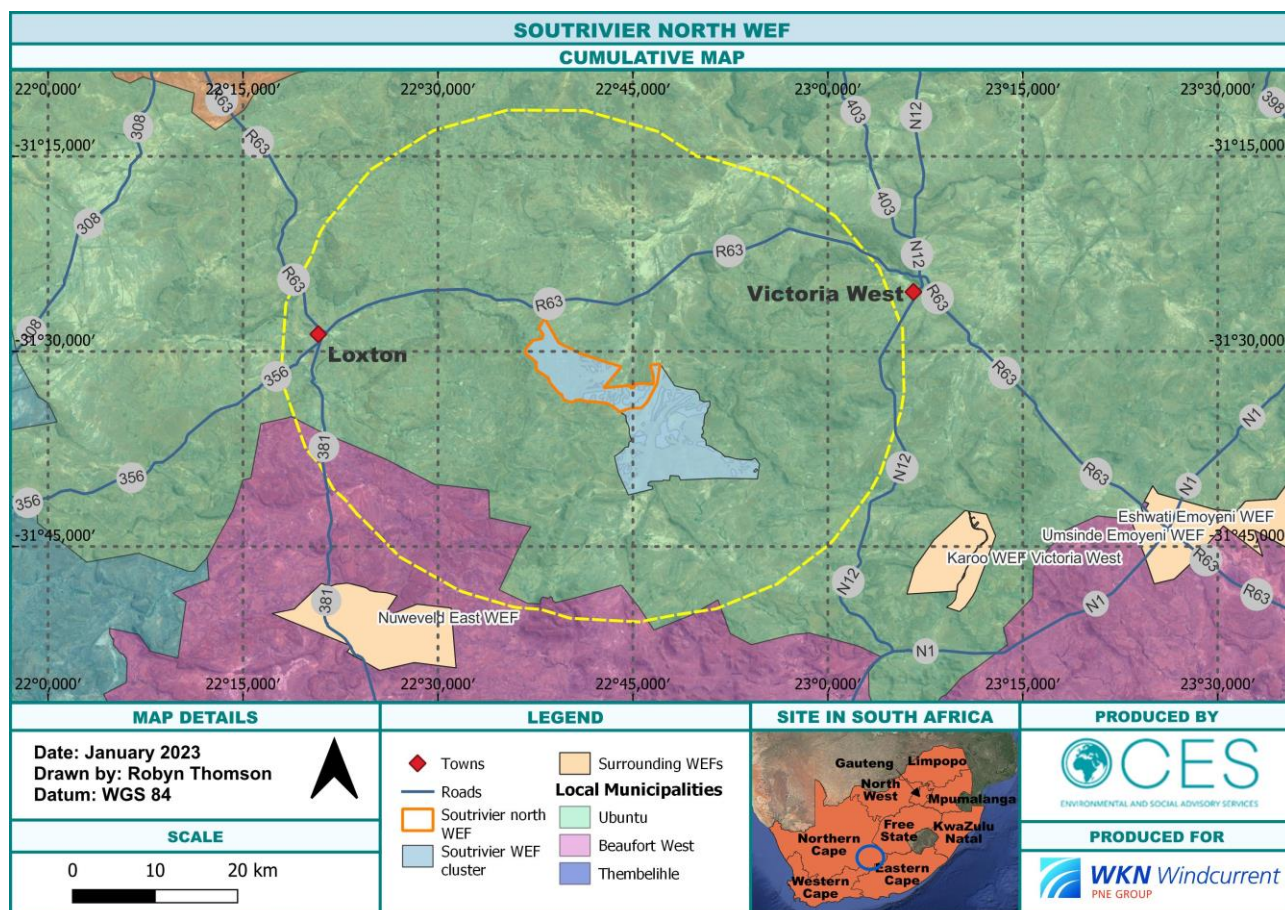 SOUTRIVIER NORTH WEF
CUMULATIVE MAP
22°0,000′ 22°15,000′ 22°30,000′ 22°45,000′ 23°0,000′ 23°15,000′ 23°30,000′
308 R63 403 N12 398
-31°15,000′ -31°15,000′
R63
308
403
R63 N12
R63
Victoria West R63
R63
308
Loxton
-31°30,000′ -31°30,000′
356 R63
381
N12
356 R63 N1
356
Eshwati Emoyeni WEF
Umsinde Emoyeni WEF
-31°45,000′ -31°45,000′
Karoo WEF Victoria West
N12 R63
381 N1 R63
Nuweveld East WEF
N1
22°0,000′ 22°15,000′ 22°30,000′ 22°45,000′ 23°0,000′ 23°15,000′ 23°30,000′
MAP DETAILS
Date: January 2023
Drawn by: Robyn Thomson
Datum: WGS 84
SCALE
0 10 20 km
LEGEND
Towns
Roads
Soutrivier north
WEF
Soutrivier WEF
cluster
Surrounding WEFs
Local Municipalities
Ubuntu
Beaufort West
Thembelihle
SITE IN SOUTH AFRICA
Limpopo
Gauteng
North
West
Mpumalanga
Free
State
KwaZulu
Natal
Northern
Cape
Eastern
Cape
Western
Cape
PRODUCED BY
CES
ENVIRONMENTAL AND SOCIAL ADVISORY SERVICES
PRODUCED FOR
WKN Windcurrent
PNE GROUP